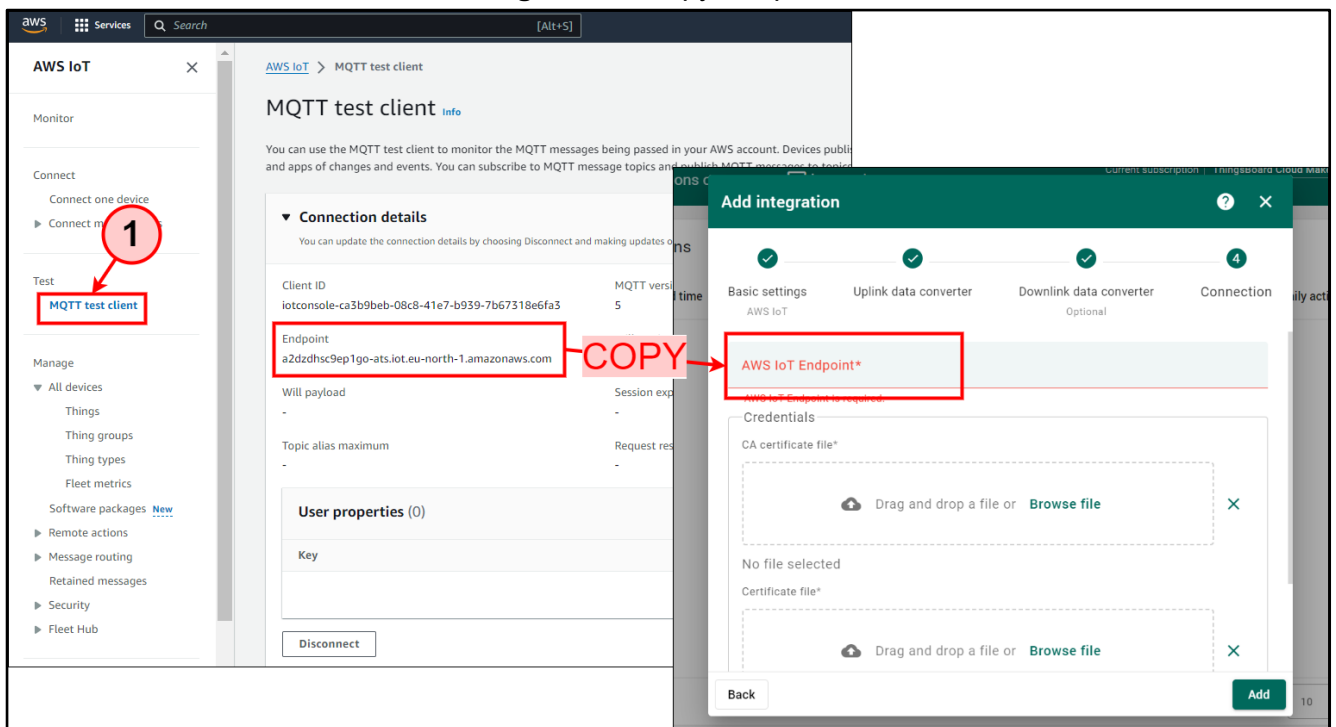 aws
Services
Search
[Alt+S]
AWS IoT
Monitor
Connect
Connect one device
Connect
1
Test
MQTT test client
Manage
All devices
Things
Thing groups
Thing types
Fleet metrics
Software packages New
Remote actions
Message routing
Retained messages
Security
Fleet Hub
AWS IoT > MQTT test client
MQTT test client Info
You can use the MQTT test client to monitor the MQTT messages being passed in your AWS account. Devices
and apps of changes and events. You can subscribe to MQTT message topics and publish MQTT messages to
Connection details
You can update the connection details by choosing Disconnect and making updates
Client ID
iotconsole-ca3b9beb-08c8-41e7-b939-7b67318e6fa3
MQTT
5
Endpoint
a2dzdhsc9ep1go-ats.iot.eu-north-1.amazonaws.com
COPY
Will payload
-
Session
-
Topic alias maximum
-
Request
-
User properties (0)
Key
Disconnect
Current subscription | ThingsBoard Cloud
time
Add integration
Basic settings
AWS IoT
Uplink data converter
Downlink data converter
Optional
4
Connection
AWS IoT Endpoint*
AWS IoT Endpoint is required.
Credentials
CA certificate file*
Drag and drop a file or Browse file
No file selected
Certificate file*
Drag and drop a file or Browse file
Back
Add
10